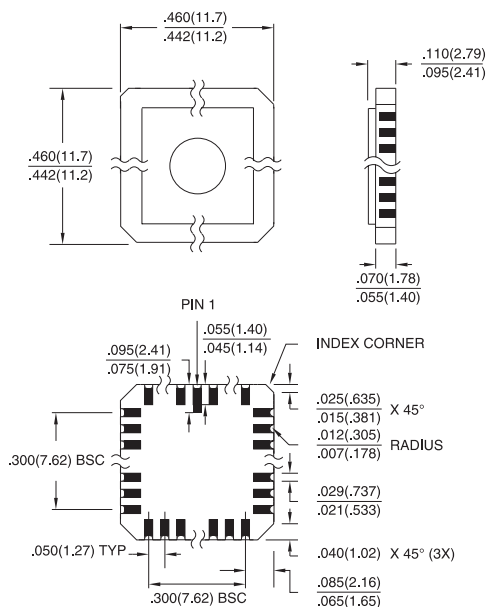 .460(11.7)
.442(11.2)
.110(2.79)
.095(2.41)
.460(11.7)
.442(11.2)
.070(1.78)
.055(1.40)
PIN 1
.055(1.40)
.045(1.14)
.095(2.41)
.075(1.91)
INDEX CORNER
.025(.635)
.015(.381)
X 45°
.012(.305)
.007(.178)
RADIUS
.300(7.62) BSC
.029(.737)
.021(.533)
.050(1.27) TYP
.040(1.02) X 45° (3X)
.300(7.62) BSC
.085(2.16)
.065(1.65)